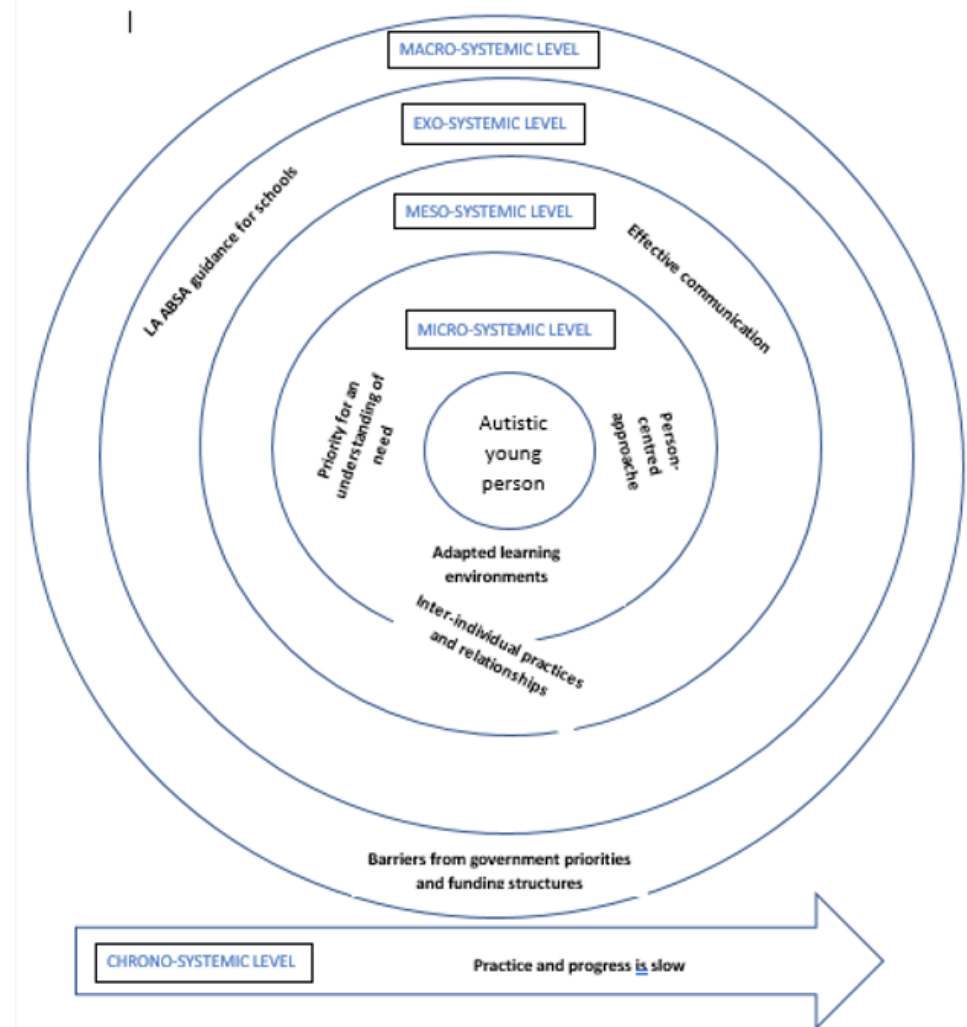 MACRO-SYSTEMIC LEVEL
EXO-SYSTEMIC LEVEL
LA ABSA guidance for schools
MESO-SYSTEMIC LEVEL
Effective communication
MICRO-SYSTEMIC LEVEL
Priority for an
understanding of
need
Autistic
young
person
Person-
centred
approache
Adapted learning
environments
Inter-individual practices
and relationships
Barriers from government priorities
and funding structures
CHRONO-SYSTEMIC LEVEL
Practice and progress is slow